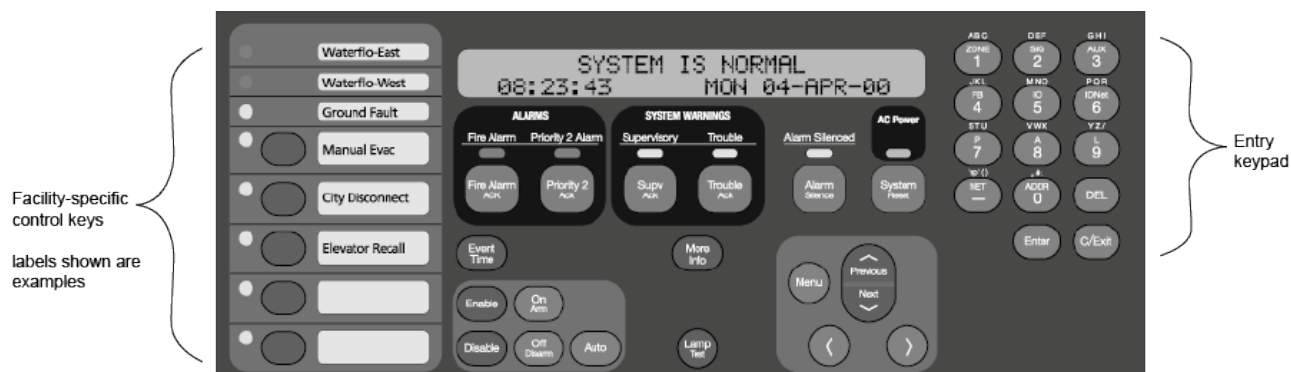 Facility-specific
control keys
labels shown are
examples
Waterflo-East
Waterflo-West
Ground Fault
Manual Evac
City Disconnect
Elevator Recall
SYSTEM IS NORMAL
08:23:43 MON 04-APR-00
ALARMS
Fire Alarm Priority 2 Alarm
Fire Alarm
ACK
Priority 2
ACK
SYSTEM WARNINGS
Supervisory Trouble
Supv
ACK
Trouble
ACK
Alarm Silenced
Alarm
Silence
AC Power
System
Reset
Event
Time
More
Info
Enable
On
Arm
Disable
Off
Disarm
Auto
Lamp
Test
Menu
Previous
Next
<
>
ABC
ZONE
1
DEF
SIG
2
GHI
AUX
3
JKL
FB
4
MNO
IO
5
PQR
IDNet
6
STU
P
7
VWX
A
8
YZ/
L
9
NET
—
ADDR
0
DEL
Enter
C/Exit
Entry
keypad